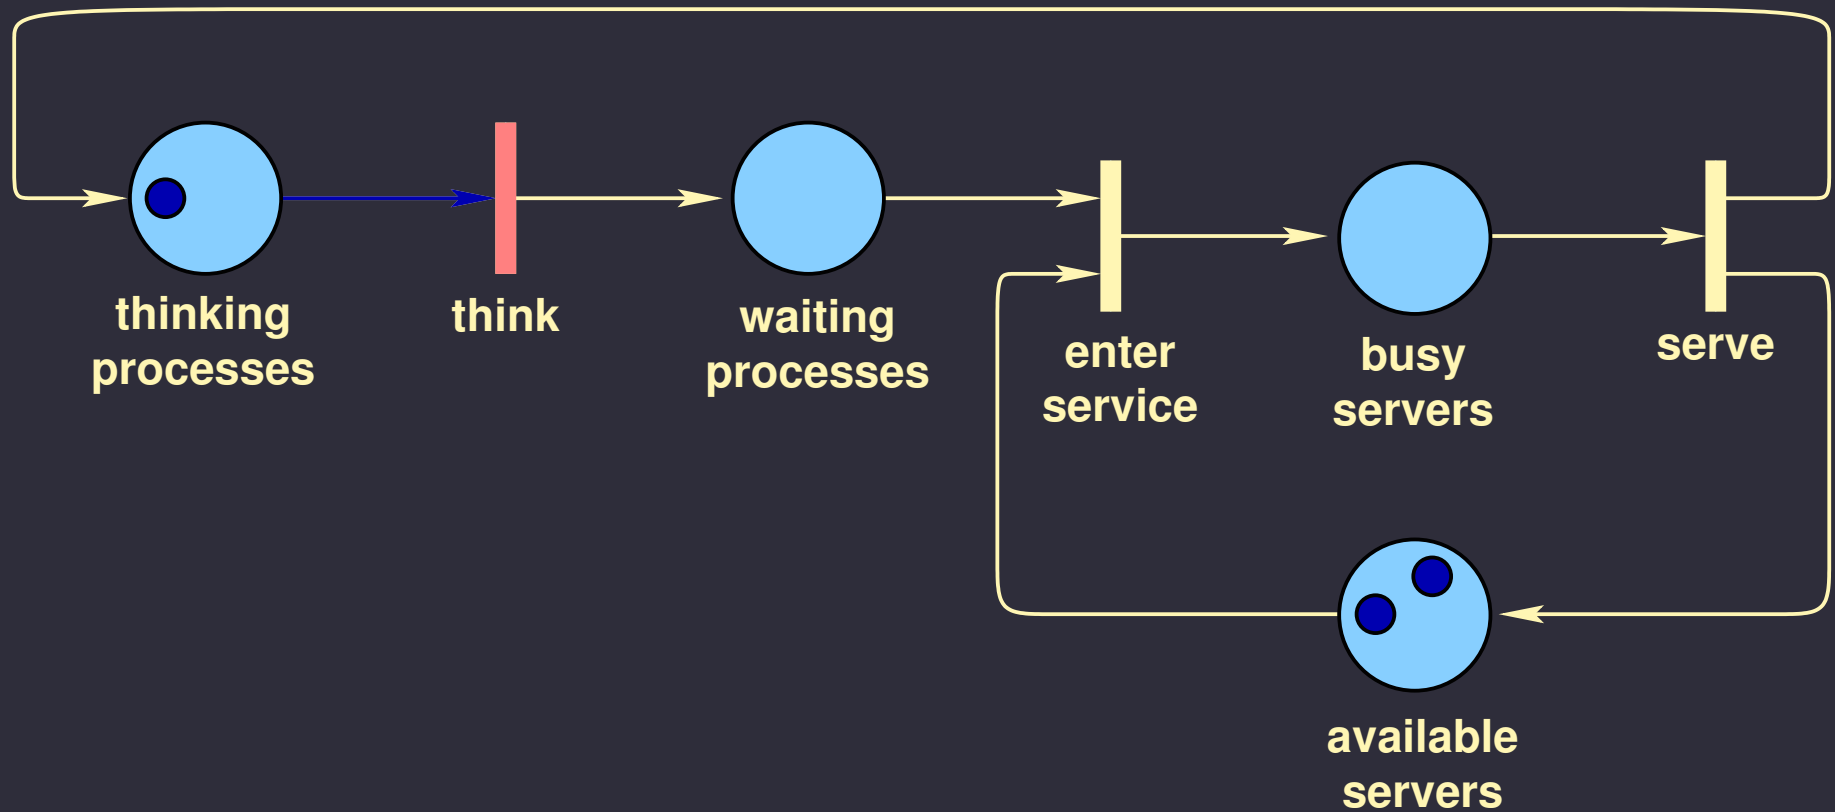 thinking
processes
think
waiting
processes
enter
service
busy
servers
serve
available
servers